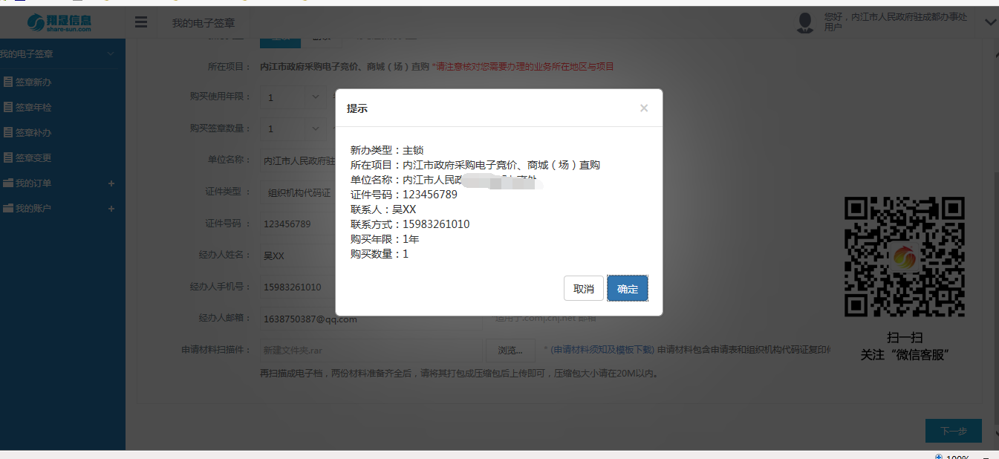 翔晟信息
share-sun.com
我的电子签章
您好，内江市人民政府驻成都办事处
用户
我的电子签章
签章新办
签章年检
签章补办
签章变更
我的订单
我的账户
所在项目： 内江市政府采购电子竞价、商城（场）直购 *请注意核对您需要办理的业务所在地区与项目
购买使用年限： 1
购买签章数量： 1
单位名称： 内江市人民政府驻
证件类型： 组织机构代码证
证件号码： 123456789
经办人姓名： 吴XX
经办人手机号： 15983261010
经办人邮箱： 1638750387@qq.com 适用于.com,.cn,.net 邮箱
申请材料扫描件： 新建文件夹.rar 浏览... * (申请材料须知及模板下载) 申请材料包含申请表和组织机构代码证复印件
再扫描成电子档，两份材料准备齐全后，请将其打包成压缩包后上传即可，压缩包大小请在20M以内。
提示
×
新办类型：主锁
所在项目：内江市政府采购电子竞价、商城（场）直购
单位名称：内江市人民政
证件号码：123456789
联系人：吴XX
联系方式：15983261010
购买年限：1年
购买数量：1
取消 确定
扫一扫
关注“微信客服”
下一步
100%